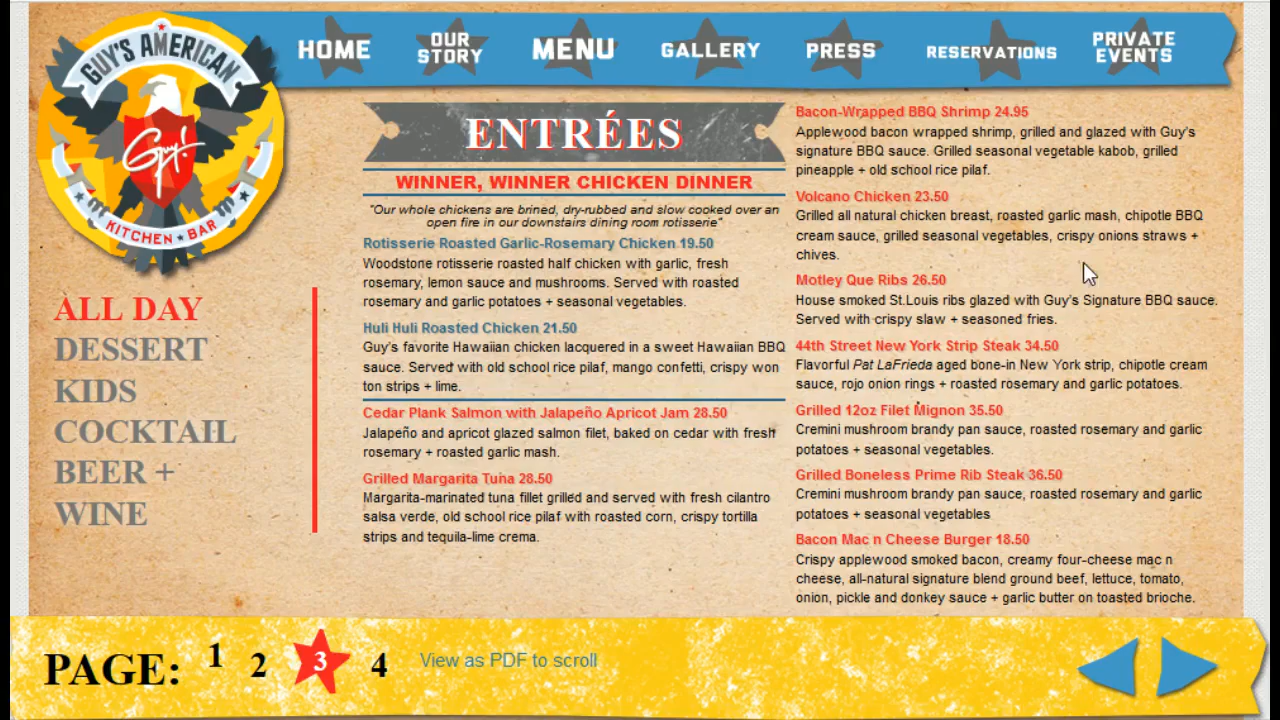 GUY'S AMERICAN
Guy!
KITCHEN ★ BAR
HOME
OUR
STORY
MENU
GALLERY
PRESS
RESERVATIONS
PRIVATE
EVENTS
ALL DAY
DESSERT
KIDS
COCKTAIL
BEER +
WINE
ENTRÉES
WINNER, WINNER CHICKEN DINNER
"Our whole chickens are brined, dry-rubbed and slow cooked over an
open fire in our downstairs dining room rotisserie"
Rotisserie Roasted Garlic-Rosemary Chicken 19.50
Woodstone rotisserie roasted half chicken with garlic, fresh
rosemary, lemon sauce and mushrooms. Served with roasted
rosemary and garlic potatoes + seasonal vegetables.
Huli Huli Roasted Chicken 21.50
Guy's favorite Hawaiian chicken lacquered in a sweet Hawaiian BBQ
sauce. Served with old school rice pilaf, mango confetti, crispy won
ton strips + lime.
Cedar Plank Salmon with Jalapeño Apricot Jam 28.50
Jalapeño and apricot glazed salmon filet, baked on cedar with fresh
rosemary + roasted garlic mash.
Grilled Margarita Tuna 28.50
Margarita-marinated tuna fillet grilled and served with fresh cilantro
salsa verde, old school rice pilaf with roasted corn, crispy tortilla
strips and tequila-lime crema.
Bacon-Wrapped BBQ Shrimp 24.95
Applewood bacon wrapped shrimp, grilled and glazed with Guy's
signature BBQ sauce. Grilled seasonal vegetable kabob, grilled
pineapple + old school rice pilaf.
Volcano Chicken 23.50
Grilled all natural chicken breast, roasted garlic mash, chipotle BBQ
cream sauce, grilled seasonal vegetables, crispy onions straws +
chives.
Motley Que Ribs 26.50
House smoked St.Louis ribs glazed with Guy's Signature BBQ sauce.
Served with crispy slaw + seasoned fries.
44th Street New York Strip Steak 34.50
Flavorful Pat LaFrieda aged bone-in New York strip, chipotle cream
sauce, rojo onion rings + roasted rosemary and garlic potatoes.
Grilled 12oz Filet Mignon 35.50
Cremini mushroom brandy pan sauce, roasted rosemary and garlic
potatoes + seasonal vegetables.
Grilled Boneless Prime Rib Steak 36.50
Cremini mushroom brandy pan sauce, roasted rosemary and garlic
potatoes + seasonal vegetables
Bacon Mac n Cheese Burger 18.50
Crispy applewood smoked bacon, creamy four-cheese mac n
cheese, all-natural signature blend ground beef, lettuce, tomato,
onion, pickle and donkey sauce + garlic butter on toasted brioche.
PAGE: 1 2 3 4 View as PDF to scroll